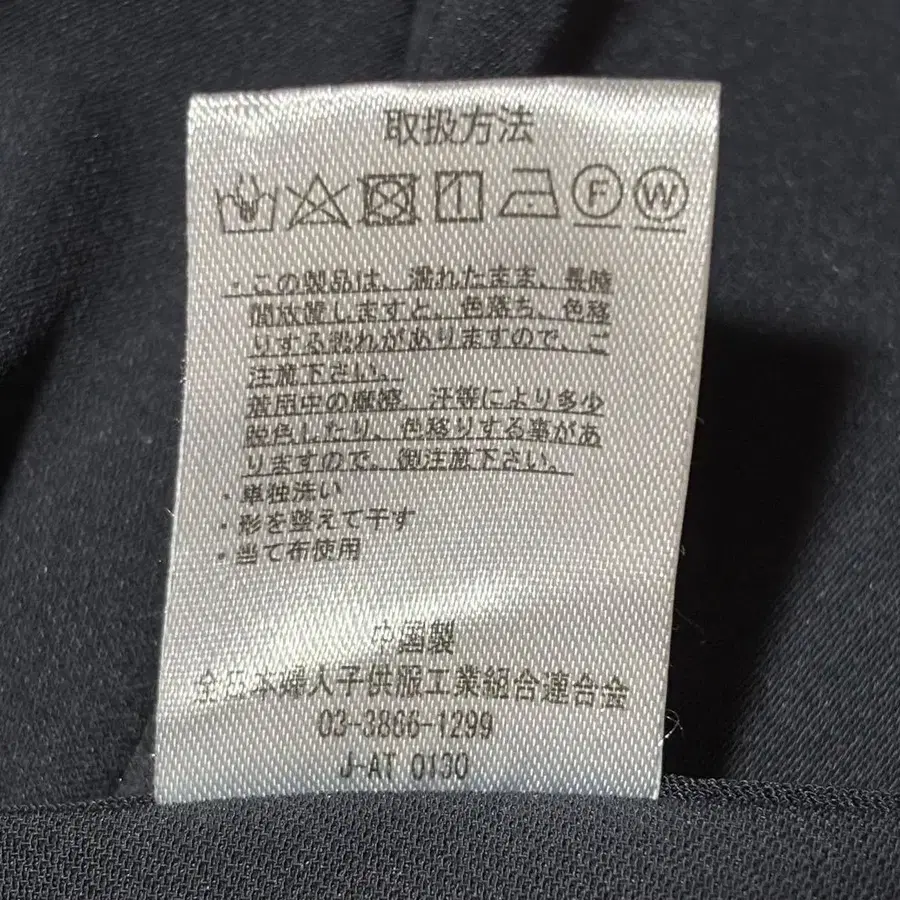 取扱方法
F W
・この製品は、濡れたまま、長時
間放置しますと、色落ち、色移
りする恐れがありますので、ご
注意下さい。
着用中の摩擦、汗等により多少
脱色したり、色移りする事があ
りますので、御注意下さい。
・単独洗い
・形を整えて干す
・当て布使用
中国製
全日本婦人子供服工業組合連合会
03-3866-1299
J-AT 0130